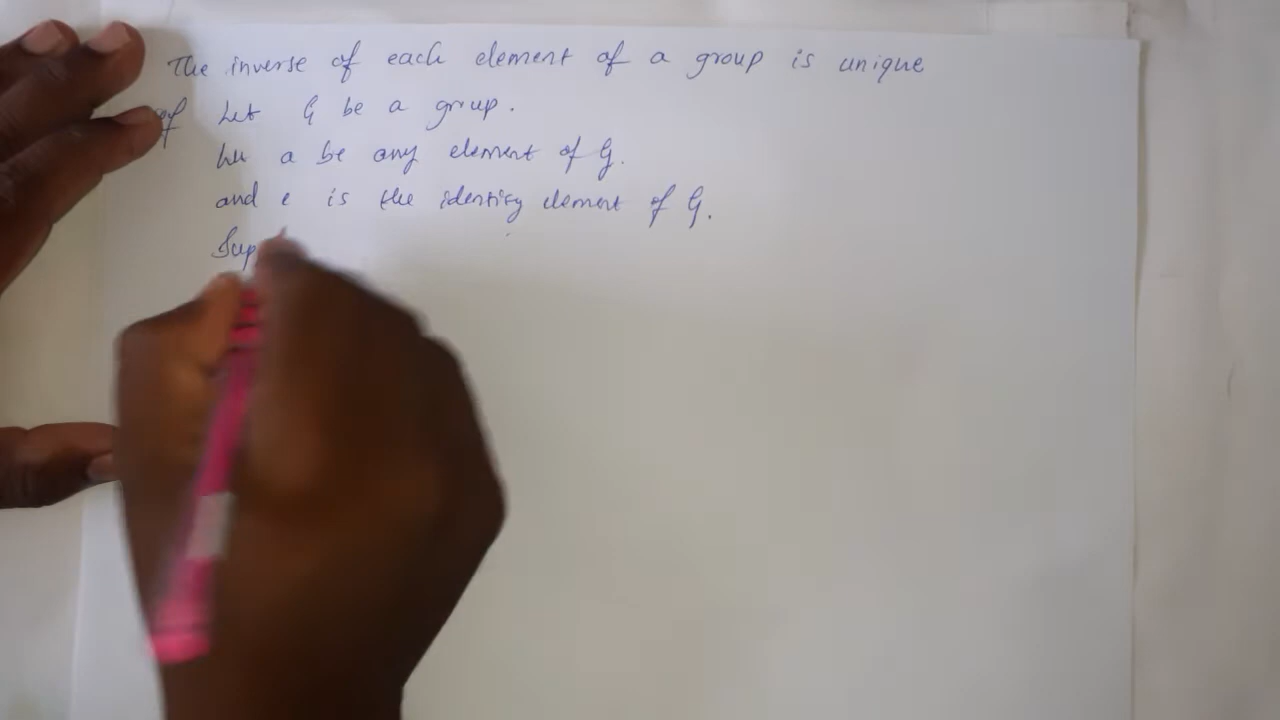 The inverse of each element of a group is unique
Let G be a group.
Let a be any element of G.
and e is the identity element of G.
Sup